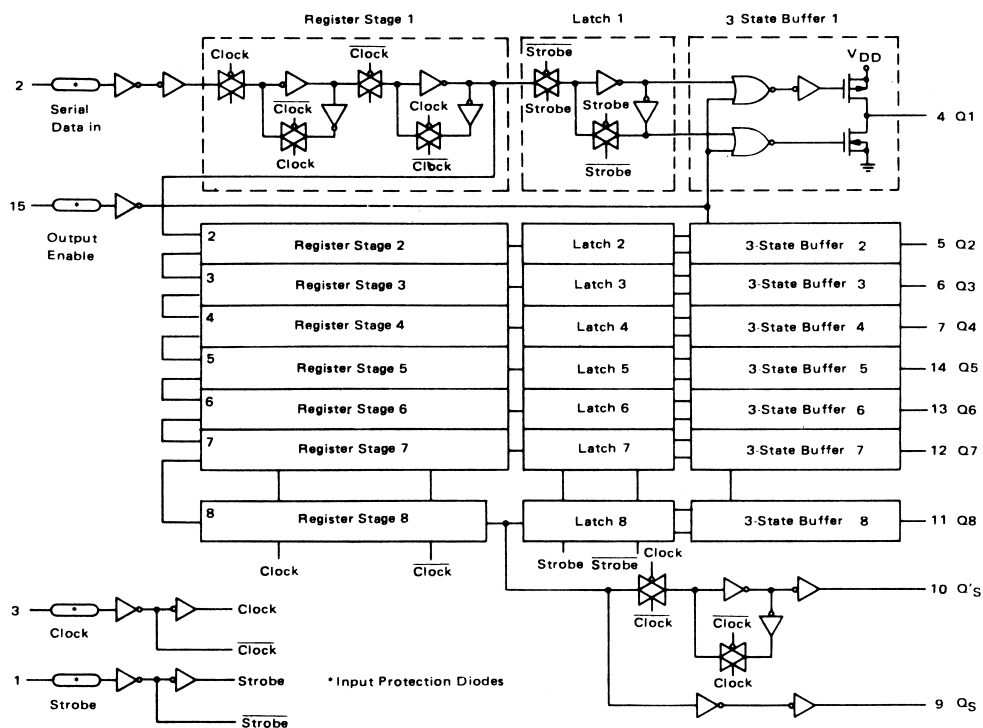 Register Stage 1 Latch 1 3 State Buffer 1
Clock Clock Strobe VDD
2 Serial Data in
Clock Clock Strobe Strobe
Clock Clock Strobe
4 Q1
15 Output Enable
2 Register Stage 2 Latch 2 3-State Buffer 2 5 Q2
3 Register Stage 3 Latch 3 3-State Buffer 3 6 Q3
4 Register Stage 4 Latch 4 3-State Buffer 4 7 Q4
5 Register Stage 5 Latch 5 3-State Buffer 5 14 Q5
6 Register Stage 6 Latch 6 3-State Buffer 6 13 Q6
7 Register Stage 7 Latch 7 3-State Buffer 7 12 Q7
8 Register Stage 8 Latch 8 3-State Buffer 8 11 Q8
Clock Clock Strobe Strobe Clock
10 Q'S
Clock
3 Clock Clock
Clock
Clock
Clock
1 Strobe Strobe
Strobe
*Input Protection Diodes
9 QS